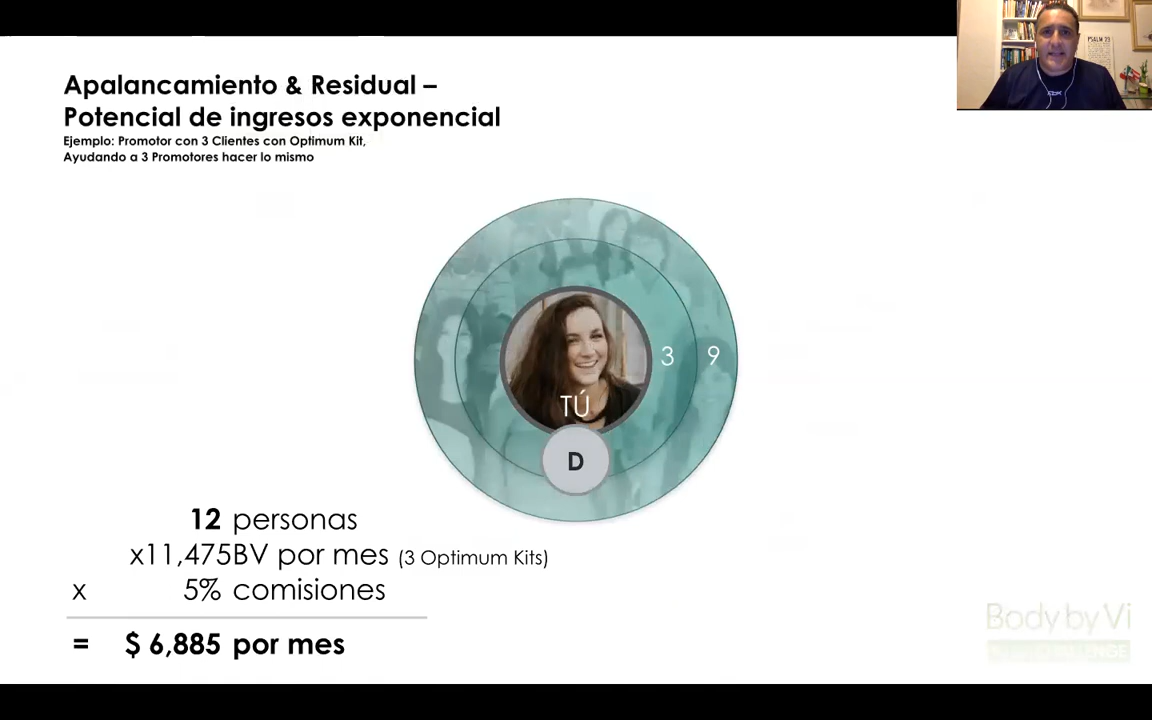 PSALM 23
Apalancamiento & Residual –
Potencial de ingresos exponencial
Ejemplo: Promotor con 3 Clientes con Optimum Kit,
Ayudando a 3 Promotores hacer lo mismo
3 9
TÚ
D
12 personas
x11,475BV por mes (3 Optimum Kits)
x 5% comisiones
= $ 6,885 por mes
Body by Vi